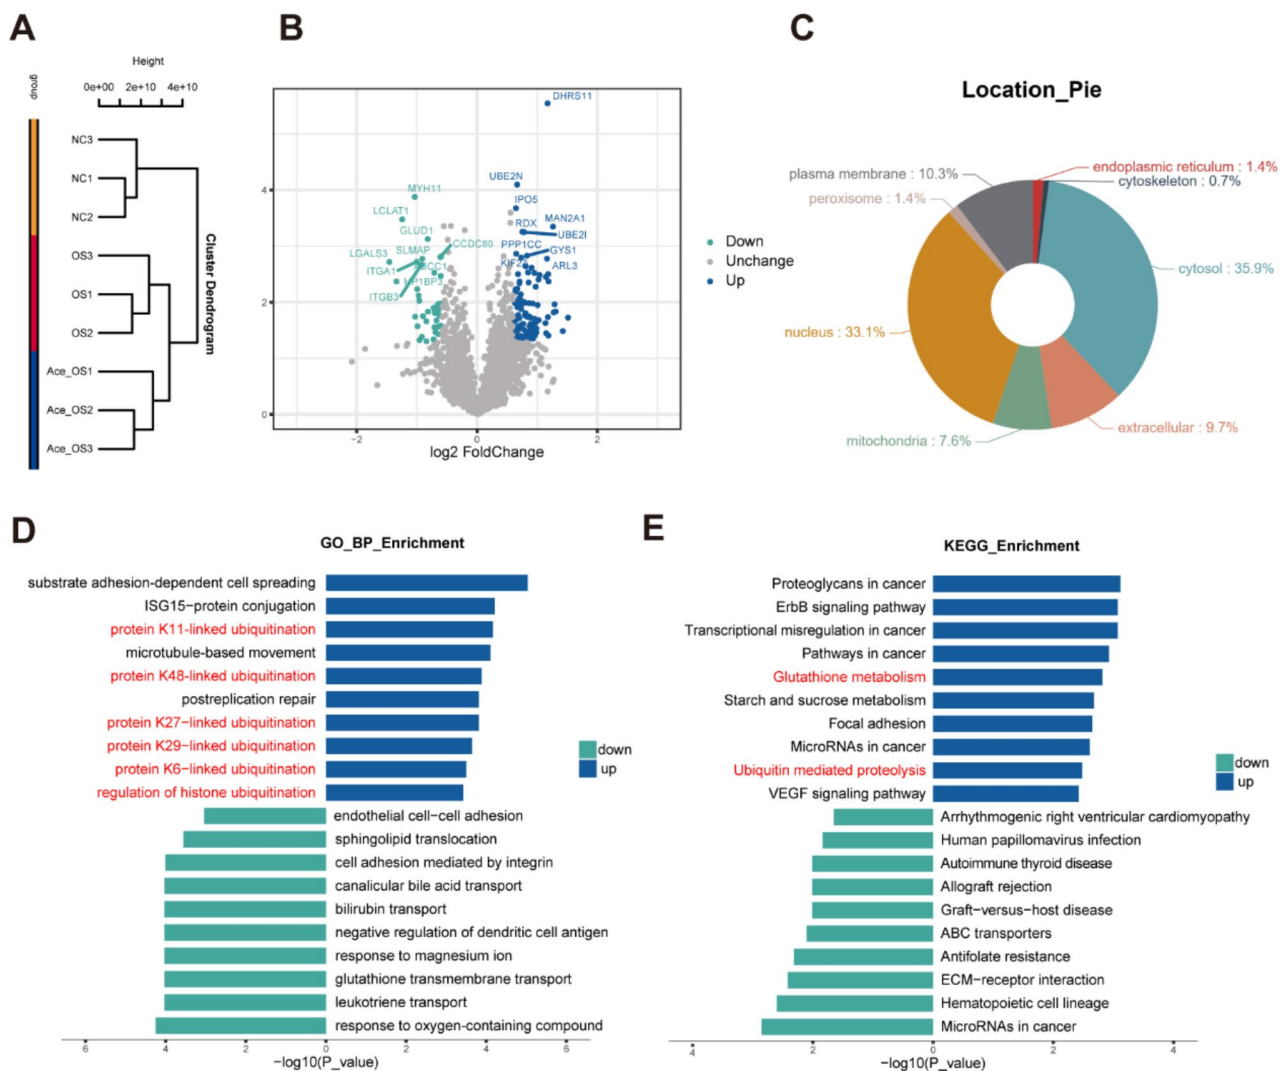 A
Height
0e+00 2e+10 4e+10
group
NC3
NC1
NC2
OS3
OS1
OS2
Ace_OS1
Ace_OS2
Ace_OS3
Cluster Dendrogram
B
DHRS11
UBE2N
MYH11
IPO5
LCLAT1
RDX
MAN2A1
GLUD1
UBE2I
SLMAP
CCDC80
PPP1CC
GYS1
LGALS3
ITGA1
ARL3
HP1BP3
ITGB3
4
2
0
−2 0 2
log2 FoldChange
Down
Unchange
Up
C
Location_Pie
endoplasmic reticulum : 1.4%
plasma membrane : 10.3%
cytoskeleton : 0.7%
peroxisome : 1.4%
cytosol : 35.9%
nucleus : 33.1%
extracellular : 9.7%
mitochondria : 7.6%
D
GO_BP_Enrichment
substrate adhesion-dependent cell spreading
ISG15−protein conjugation
protein K11-linked ubiquitination
microtubule-based movement
protein K48-linked ubiquitination
postreplication repair
protein K27−linked ubiquitination
protein K29−linked ubiquitination
protein K6−linked ubiquitination
regulation of histone ubiquitination
endothelial cell−cell adhesion
sphingolipid translocation
cell adhesion mediated by integrin
canalicular bile acid transport
bilirubin transport
negative regulation of dendritic cell antigen
response to magnesium ion
glutathione transmembrane transport
leukotriene transport
response to oxygen-containing compound
6 4 2 0 2 4 6
−log10(P_value)
down
up
E
KEGG_Enrichment
Proteoglycans in cancer
ErbB signaling pathway
Transcriptional misregulation in cancer
Pathways in cancer
Glutathione metabolism
Starch and sucrose metabolism
Focal adhesion
MicroRNAs in cancer
Ubiquitin mediated proteolysis
VEGF signaling pathway
Arrhythmogenic right ventricular cardiomyopathy
Human papillomavirus infection
Autoimmune thyroid disease
Allograft rejection
Graft−versus−host disease
ABC transporters
Antifolate resistance
ECM−receptor interaction
Hematopoietic cell lineage
MicroRNAs in cancer
4 2 0 2 4
−log10(P_value)
down
up